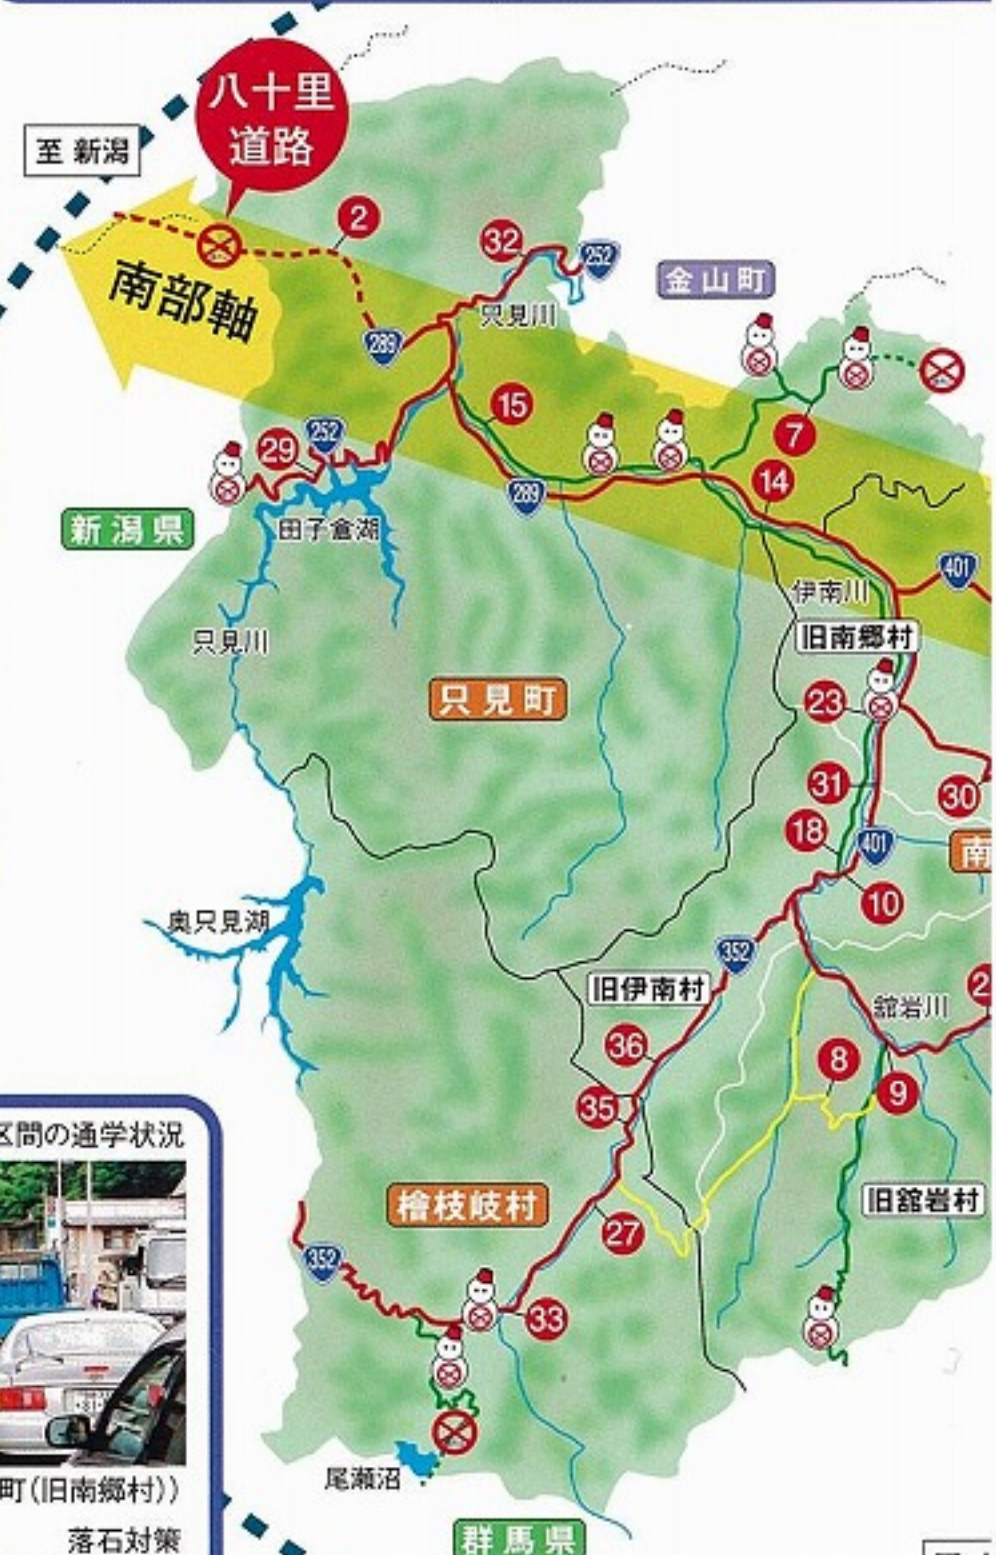 八十里
道路
至 新潟
2
32
252
金山町
南部軸
只見川
289
15
7
252
29
14
289
新潟県
田子倉湖
401
伊南川
旧南郷村
只見川
只見町
23
31
30
18
401
南
10
奥只見湖
352
旧伊南村
舘岩川
2
36
8
9
35
区間の通学状況
旧舘岩村
檜枝岐村
27
352
33
尾瀬沼
町(旧南郷村))
落石対策
群馬県